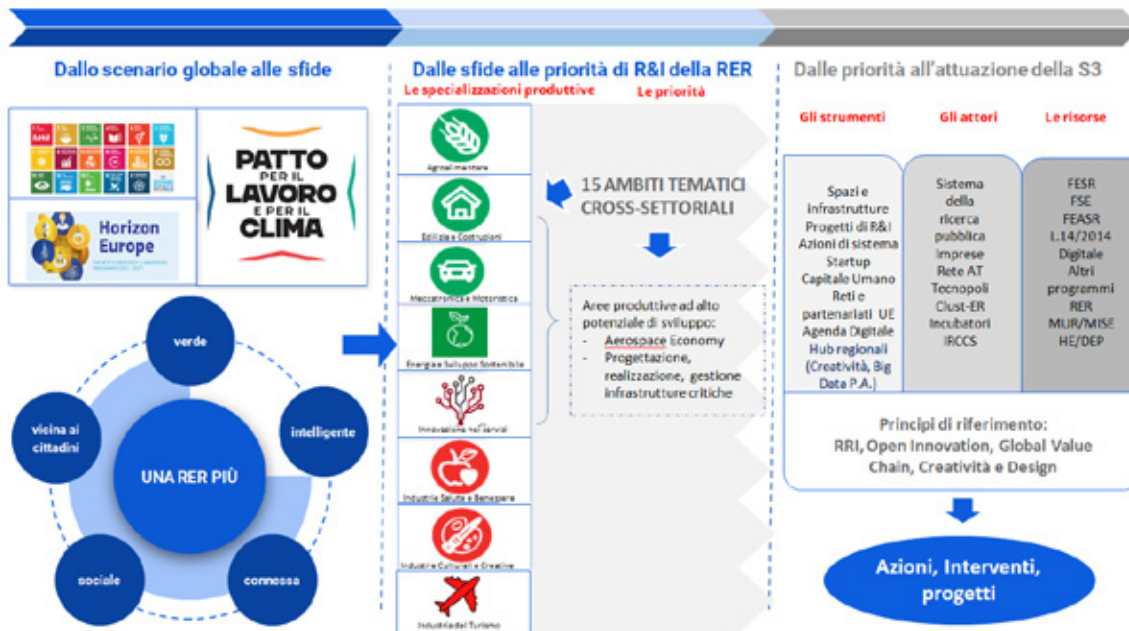 Dallo scenario globale alle sfide
PATTO
PER IL
LAVORO
E PER IL
CLIMA
Horizon
Europe
verde
vicina ai
cittadini
intelligente
UNA RER PIÙ
sociale
connessa
Dalle sfide alle priorità di R&I della RER
Le specializzazioni produttive
Le priorità
Agroalimentare
Edilizia e Costruzioni
Meccatronica e Motoristica
Energia e Sviluppo Sostenibile
Innovazione nei Servizi
Industrie Salute e Benessere
Industrie Culturali e Creative
Industria del Turismo
15 AMBITI TEMATICI
CROSS-SETTORIALI
Aree produttive ad alto
potenziale di sviluppo:
- Aerospace Economy
- Progettazione,
realizzazione, gestione
infrastrutture critiche
Dalle priorità all'attuazione della S3
Gli strumenti
Gli attori
Le risorse
Spazi e
infrastrutture
Progetti di R&I
Azioni di sistema
Startup
Capitale Umano
Reti e
partenariati UE
Agenda Digitale
Hub regionali
(Creatività, Big
Data P.A.)
Sistema
della
ricerca
pubblica
Imprese
Rete AT
Tecnopoli
Clust-ER
Incubatori
IRCCS
FESR
FSE
FEASR
L.14/2014
Digitale
Altri
programmi
RER
MUR/MISE
HE/DEP
Principi di riferimento:
RRI, Open Innovation, Global Value
Chain, Creatività e Design
Azioni, Interventi,
progetti